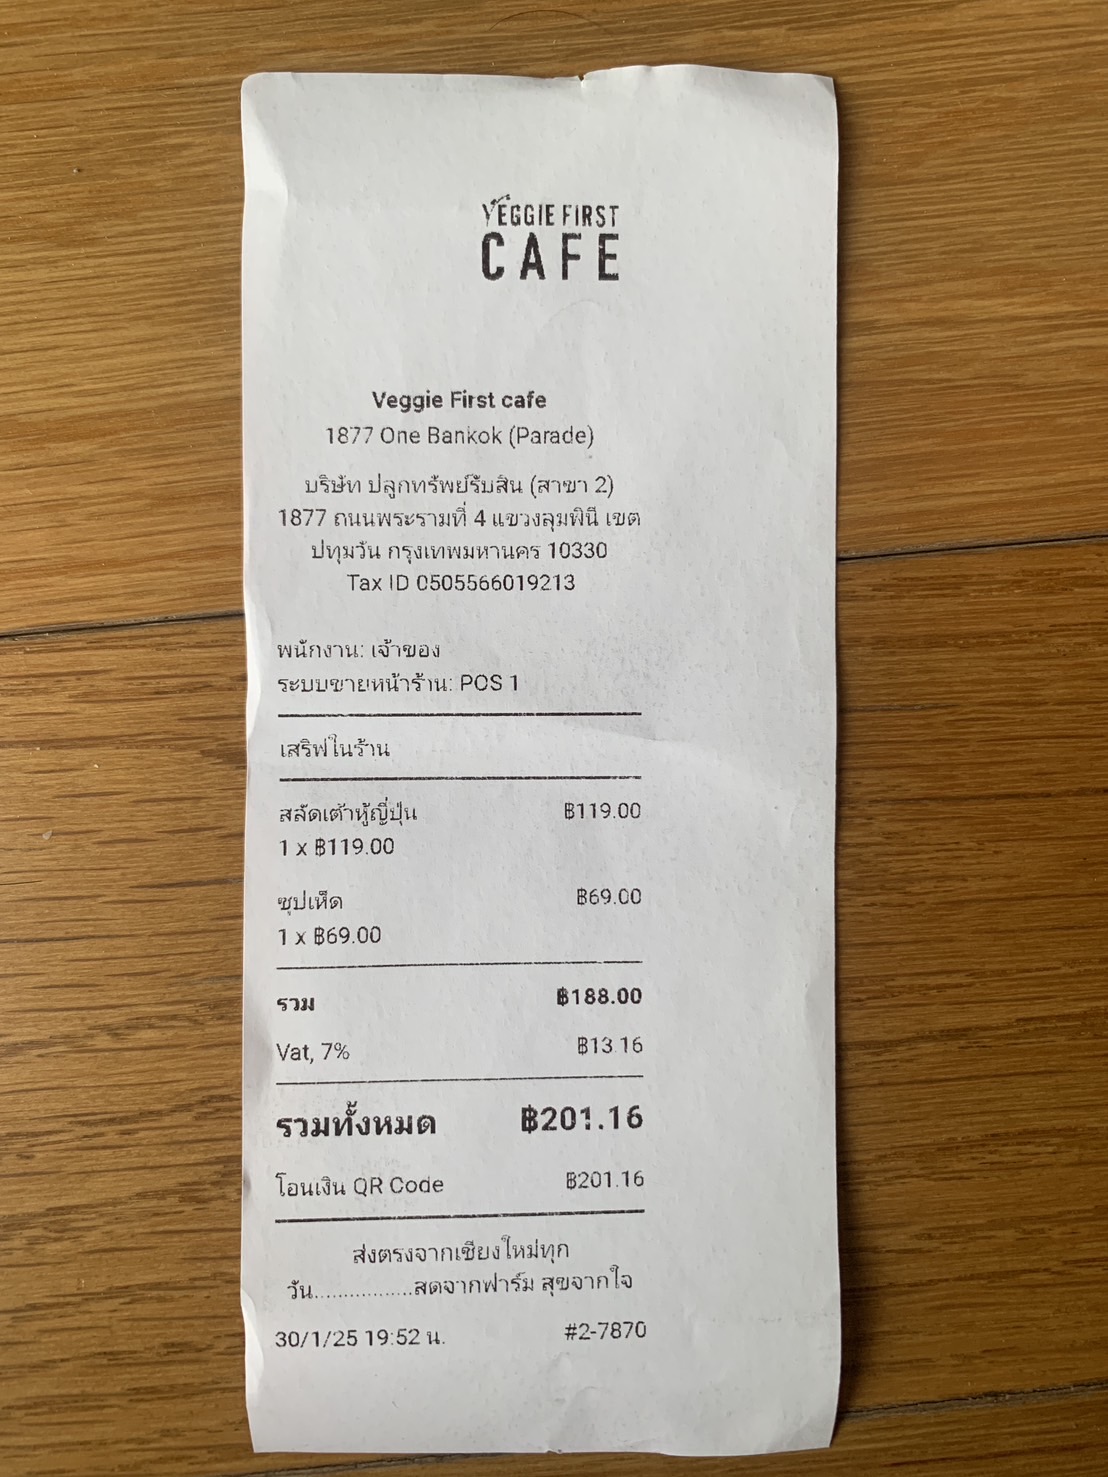 VEGGIE FIRST
CAFE
Veggie First cafe
1877 One Bankok (Parade)
บริษัท ปลูกทรัพย์รับสิน (สาขา 2)
1877 ถนนพระรามที่ 4 แขวงลุมพินี เขต
ปทุมวัน กรุงเทพมหานคร 10330
Tax ID 0505566019213
พนักงาน: เจ้าของ
ระบบขายหน้าร้าน: POS 1
เสริฟในร้าน
สลัดเต้าหู้ญี่ปุ่น ฿119.00
1 x ฿119.00
ซุปเห็ด ฿69.00
1 x ฿69.00
รวม ฿188.00
Vat, 7% ฿13.16
รวมทั้งหมด ฿201.16
โอนเงิน QR Code ฿201.16
ส่งตรงจากเชียงใหม่ทุก
วัน.................สดจากฟาร์ม สุขจากใจ
30/1/25 19:52 น. #2-7870